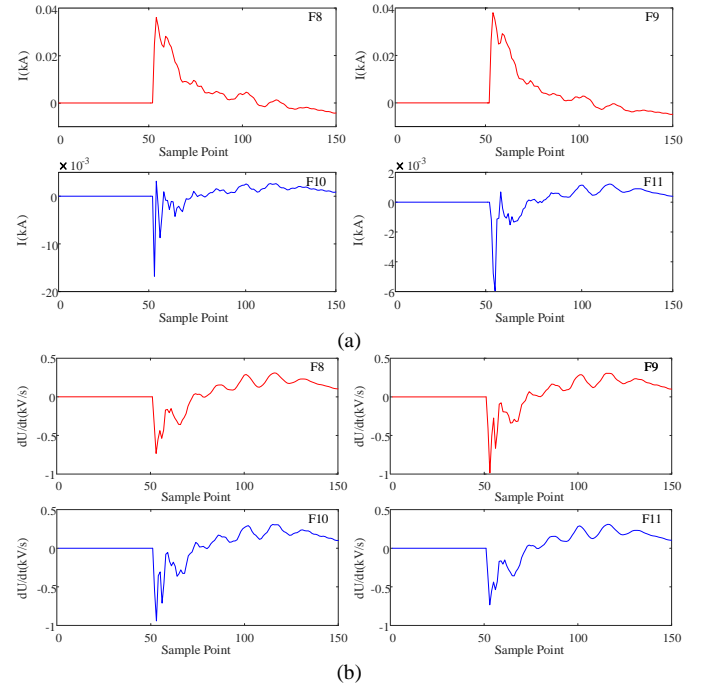 F8
0.04
0.02
0
I(kA)
0 50 100 150
Sample Point
F9
0.04
0.02
0
I(kA)
0 50 100 150
Sample Point
× 10⁻³
F10
0
-10
-20
I(kA)
0 50 100 150
Sample Point
× 10⁻³
F11
2
0
-2
-4
-6
I(kA)
0 50 100 150
Sample Point
(a)
F8
0.5
0
-0.5
-1
dU/dt(kV/s)
0 50 100 150
Sample Point
F9
0.5
0
-0.5
-1
dU/dt(kV/s)
0 50 100 150
Sample Point
F10
0.5
0
-0.5
-1
dU/dt(kV/s)
0 50 100 150
Sample Point
F11
0.5
0
-0.5
-1
dU/dt(kV/s)
0 50 100 150
Sample Point
(b)